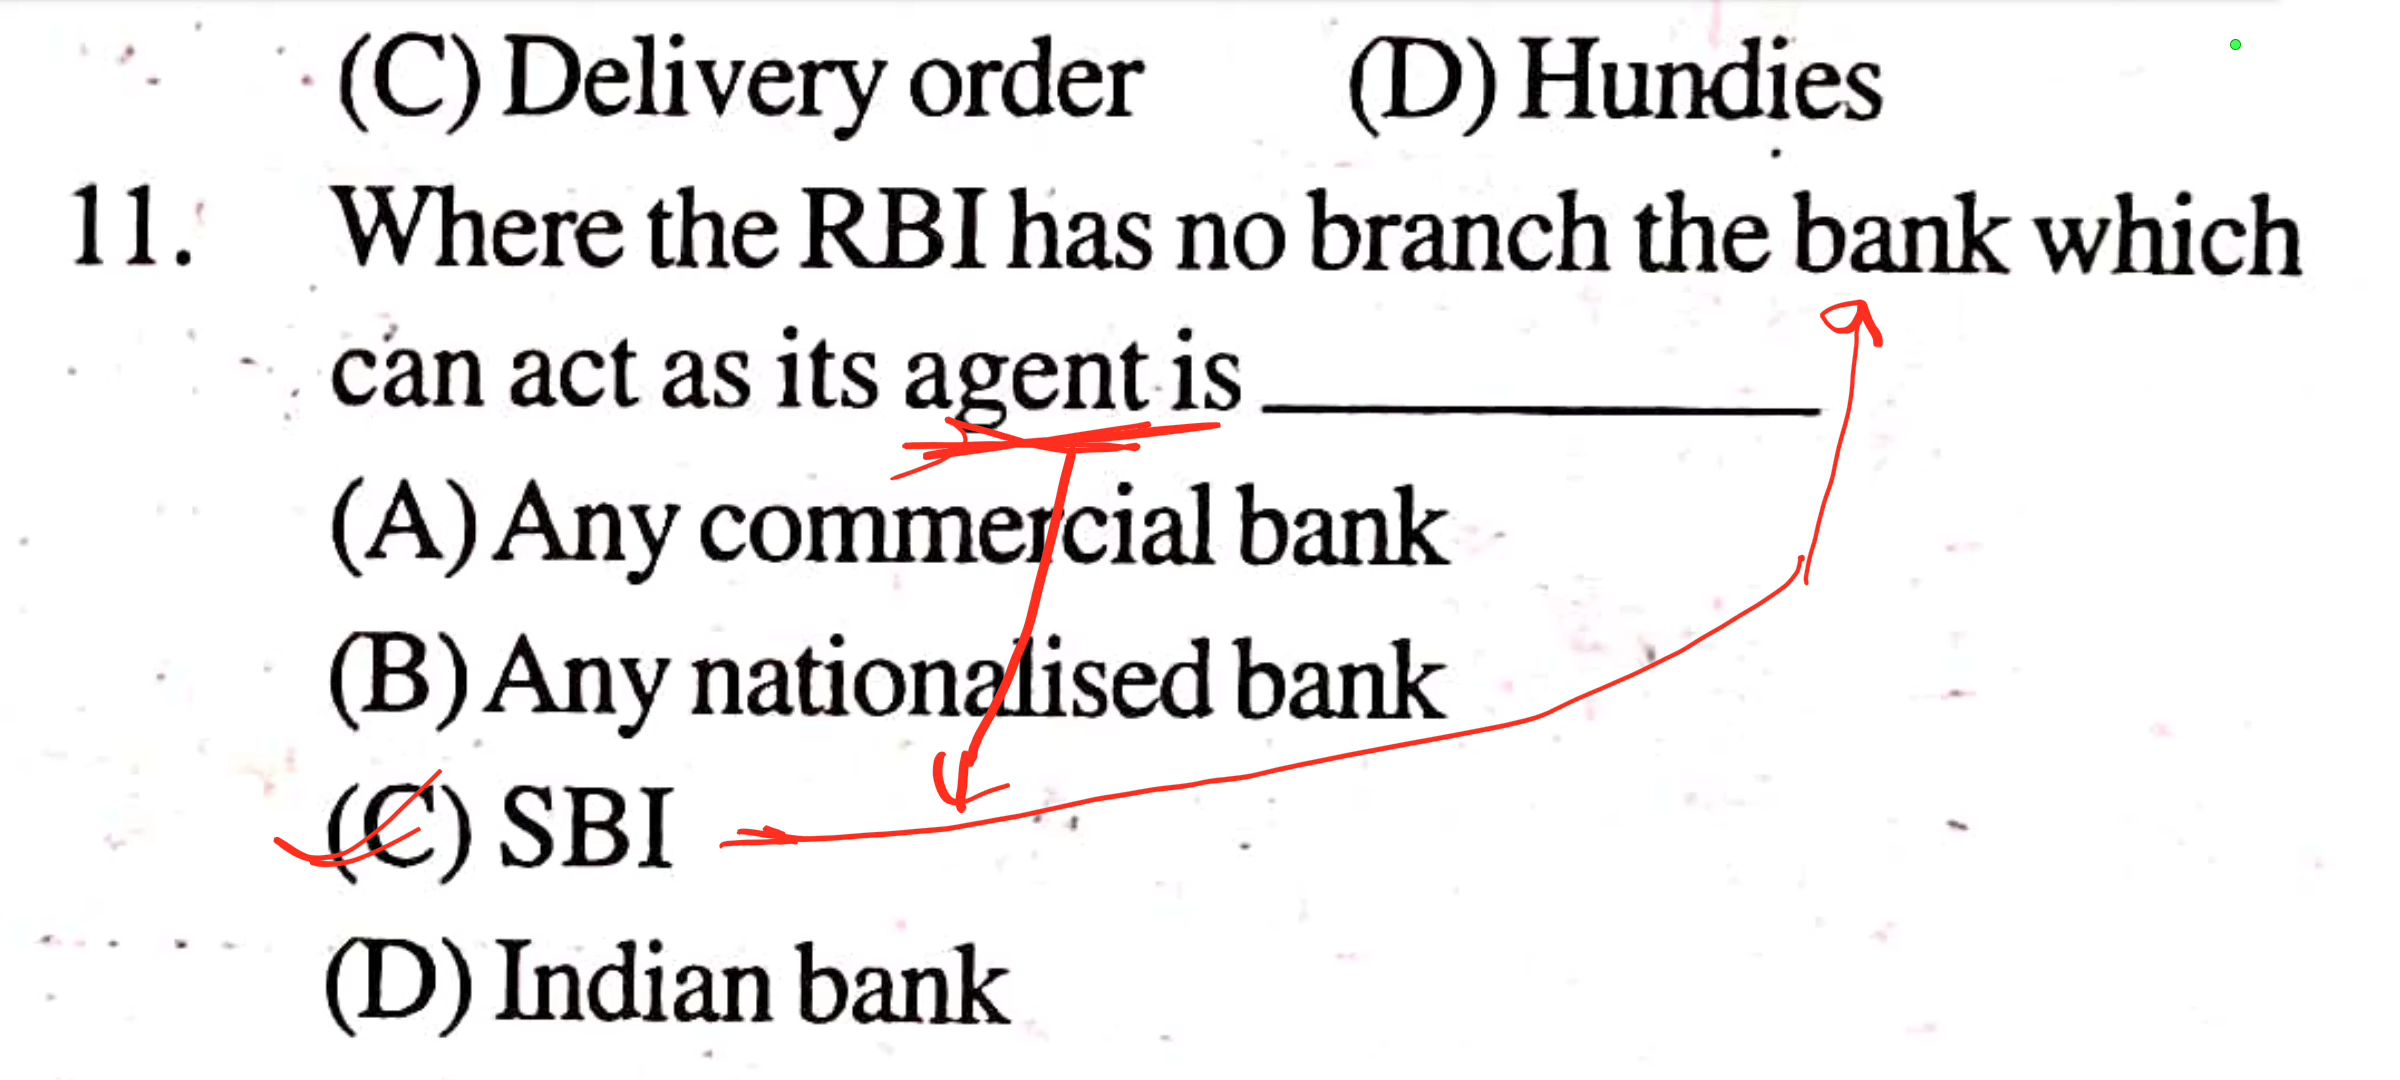 (C) Delivery order (D) Hundies
11. Where the RBI has no branch the bank which
can act as its agent is ____________
(A) Any commercial bank
(B) Any nationalised bank
(C) SBI
(D) Indian bank